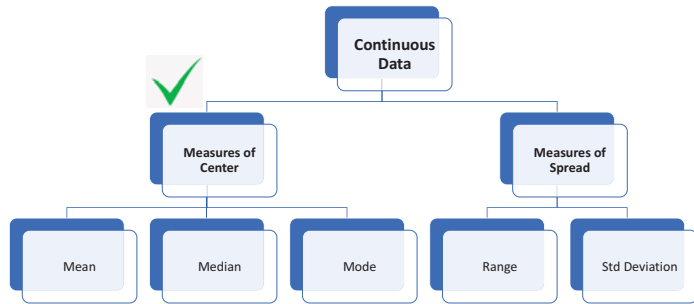 Continuous
Data
Measures of
Center
Measures of
Spread
Mean
Median
Mode
Range
Std Deviation